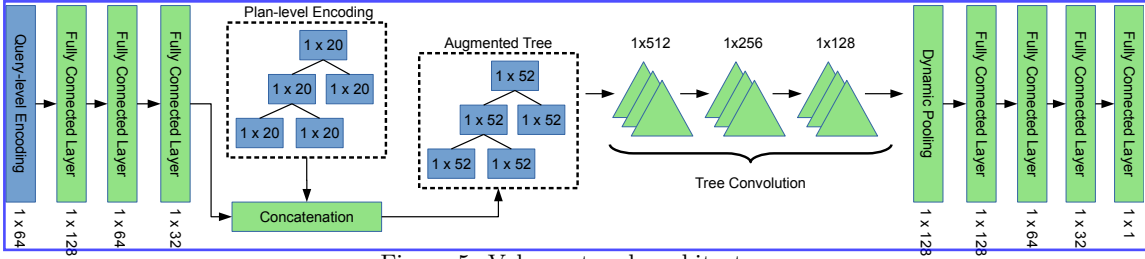 Query-level Encoding
1 x 64
Fully Connected Layer
1 x 128
Fully Connected Layer
1 x 64
Fully Connected Layer
1 x 32
Plan-level Encoding
1 x 20
1 x 20
1 x 20
1 x 20
1 x 20
Concatenation
Augmented Tree
1 x 52
1 x 52
1 x 52
1 x 52
1 x 52
1x512
1x256
1x128
Tree Convolution
Dynamic Pooling
1 x 128
Fully Connected Layer
1 x 128
Fully Connected Layer
1 x 64
Fully Connected Layer
1 x 32
Fully Connected Layer
1 x 1